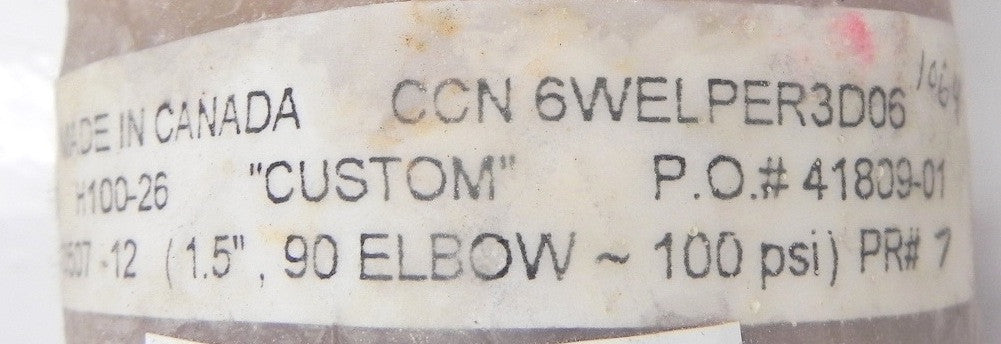 MADE IN CANADA CCN 6WELPER3D06
H100-26 "CUSTOM" P.O.# 41809-01
-12 (1.5", 90 ELBOW ~ 100 psi) PR# 7